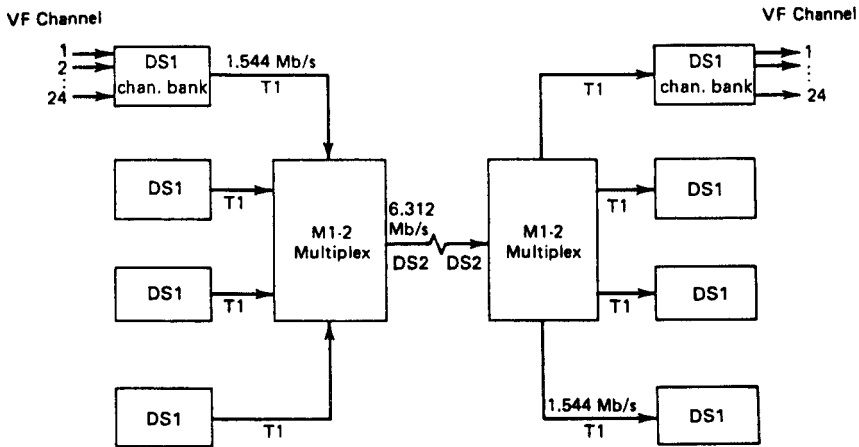 VF Channel
1
2
⋮
24
DS1
chan. bank
1.544 Mb/s
T1
DS1
T1
DS1
T1
DS1
T1
M1-2
Multiplex
6.312
Mb/s
DS2 DS2
M1-2
Multiplex
VF Channel
T1
DS1
chan. bank
1
⋮
24
T1
DS1
T1
DS1
1.544 Mb/s
T1
DS1